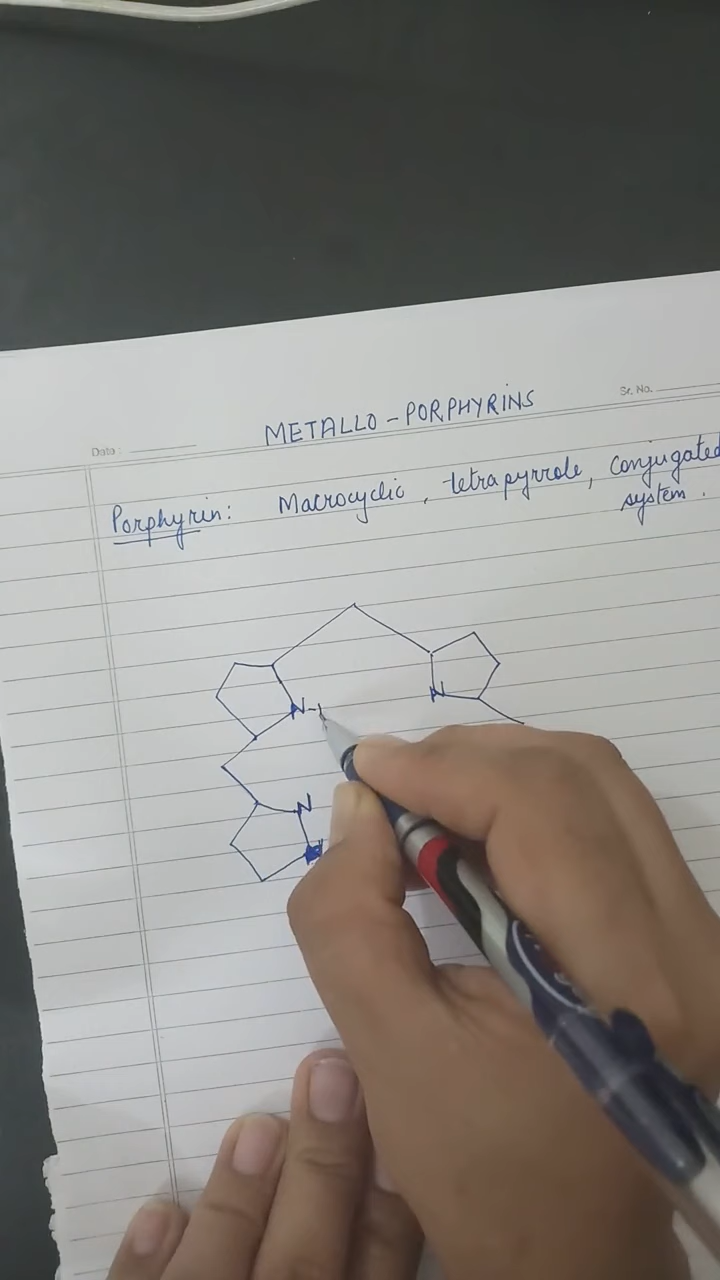 Sr. No.
Date :
METALLO - PORPHYRINS
Porphyrin: Macrocyclic, tetrapyrrole, conjugated
system.
N- N
N